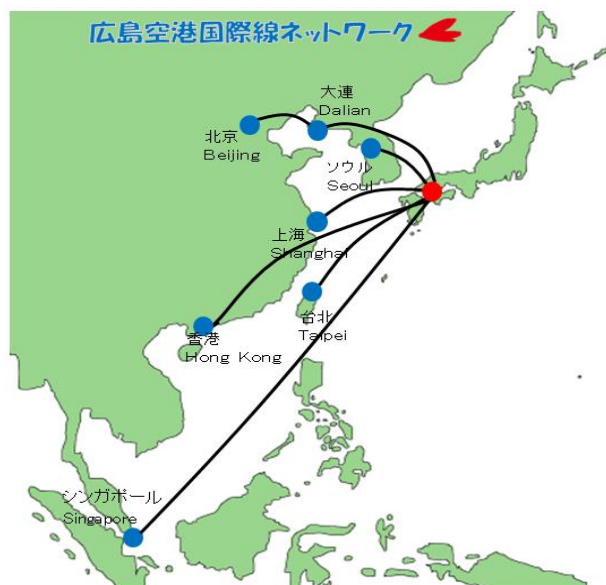 広島空港国際線ネットワーク
大連
Dalian
北京
Beijing
ソウル
Seoul
上海
Shanghai
台北
Taipei
香港
Hong Kong
シンガポール
Singapore